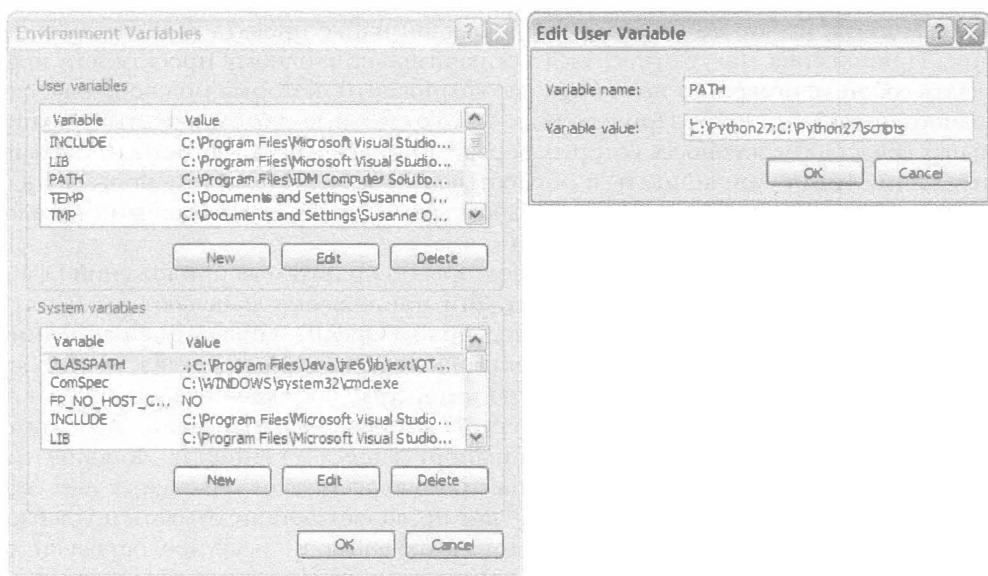 Environment Variables
User variables
Variable Value
INCLUDE C:\Program Files\Microsoft Visual Studio...
LIB C:\Program Files\Microsoft Visual Studio...
PATH C:\Program Files\IDM Computer Solutio...
TEMP C:\Documents and Settings\Susanne O...
TMP C:\Documents and Settings\Susanne O...
New Edit Delete
System variables
Variable Value
CLASSPATH .;C:\Program Files\Java\jre6\lib\ext\QT...
ComSpec C:\WINDOWS\system32\cmd.exe
FP_NO_HOST_C... NO
INCLUDE C:\Program Files\Microsoft Visual Studio...
LIB C:\Program Files\Microsoft Visual Studio...
New Edit Delete
OK Cancel
Edit User Variable
Variable name: PATH
Variable value: C:\Python27;C:\Python27\scripts
OK Cancel